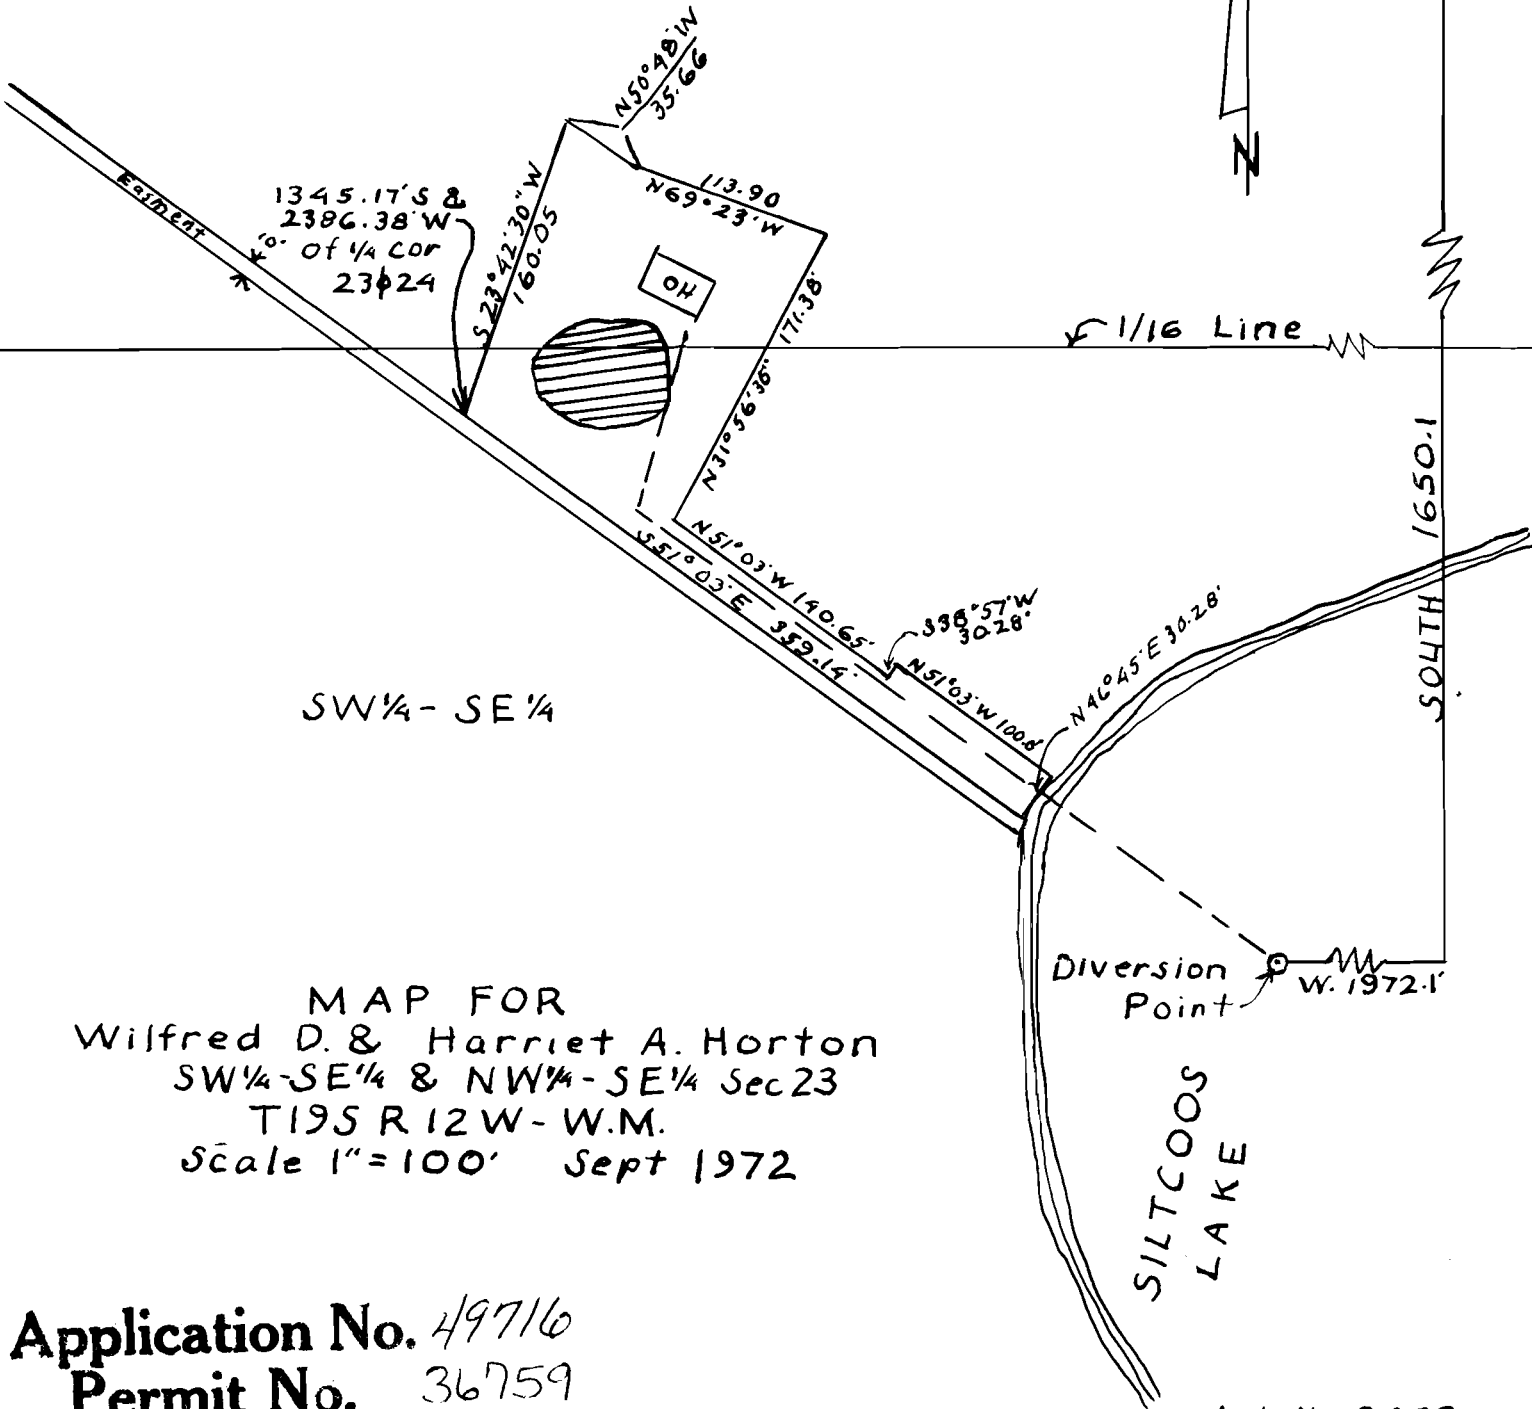 N50°48'W
35.66
Easment
10'
1345.17'S &
2386.38'W
of 1/4 cor
23$24
S23°42'30"W
160.05
113.90
N69°23'W
OH
N31°56'36" 171.38'
N
1/16 Line
SOUTH 1650.1'
N51°03'W 140.65'
S51°03'E 359.14'
S38°57'W
30.28'
N51°03'W 100.8'
N46°45'E 30.28'
SW1/4 - SE1/4
Diversion
Point
W. 1972.1'
MAP FOR
Wilfred D. & Harriet A. Horton
SW1/4-SE1/4 & NW1/4-SE1/4 Sec 23
T19S R12W - W.M.
Scale 1"=100' Sept 1972
SILTCOOS
LAKE
Application No. 49716
Permit No. 36759